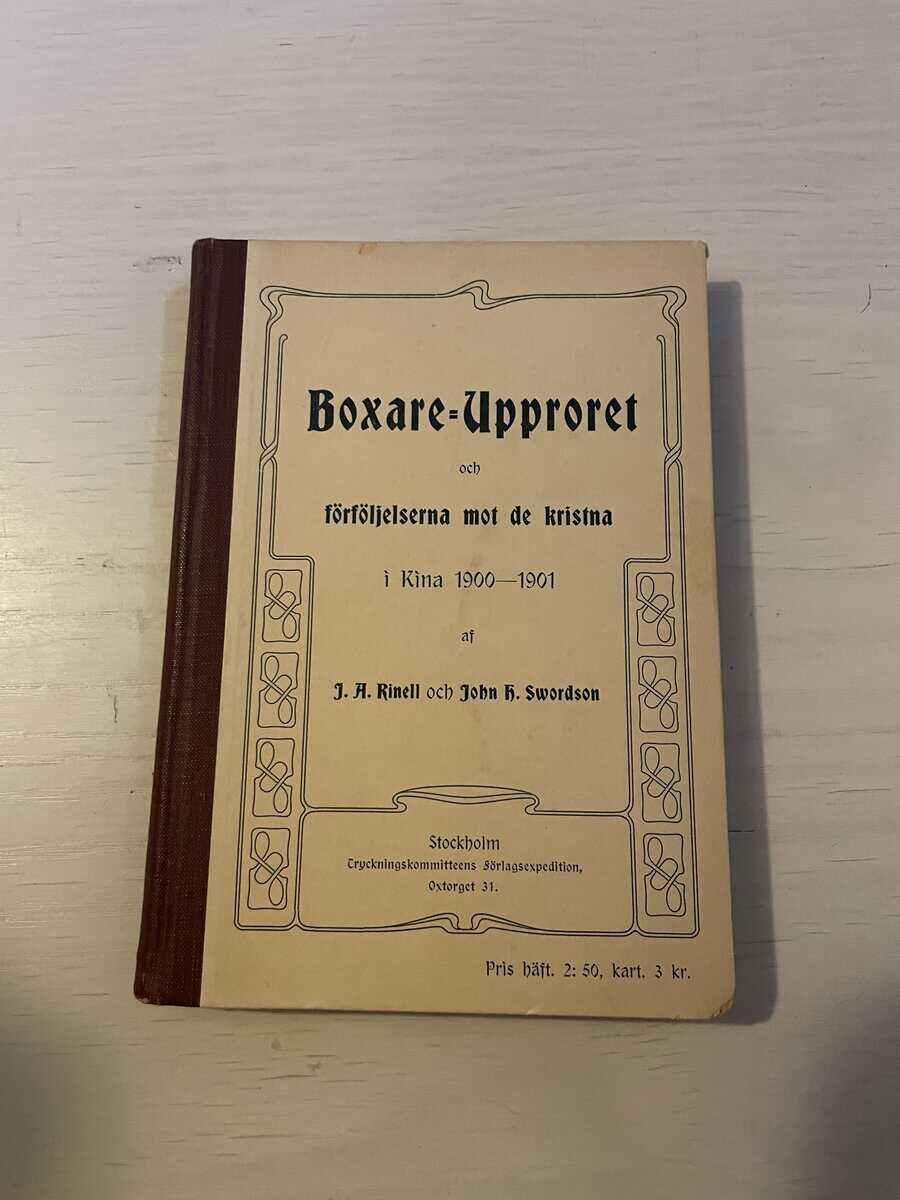 Boxare=Upproret
och
förföljelserna mot de kristna
i Kina 1900—1901
af
J. A. Rinell och John H. Swordson
Stockholm
Tryckningskommitteens Förlagsexpedition,
Oxtorget 31.
Pris häft. 2: 50, kart. 3 kr.